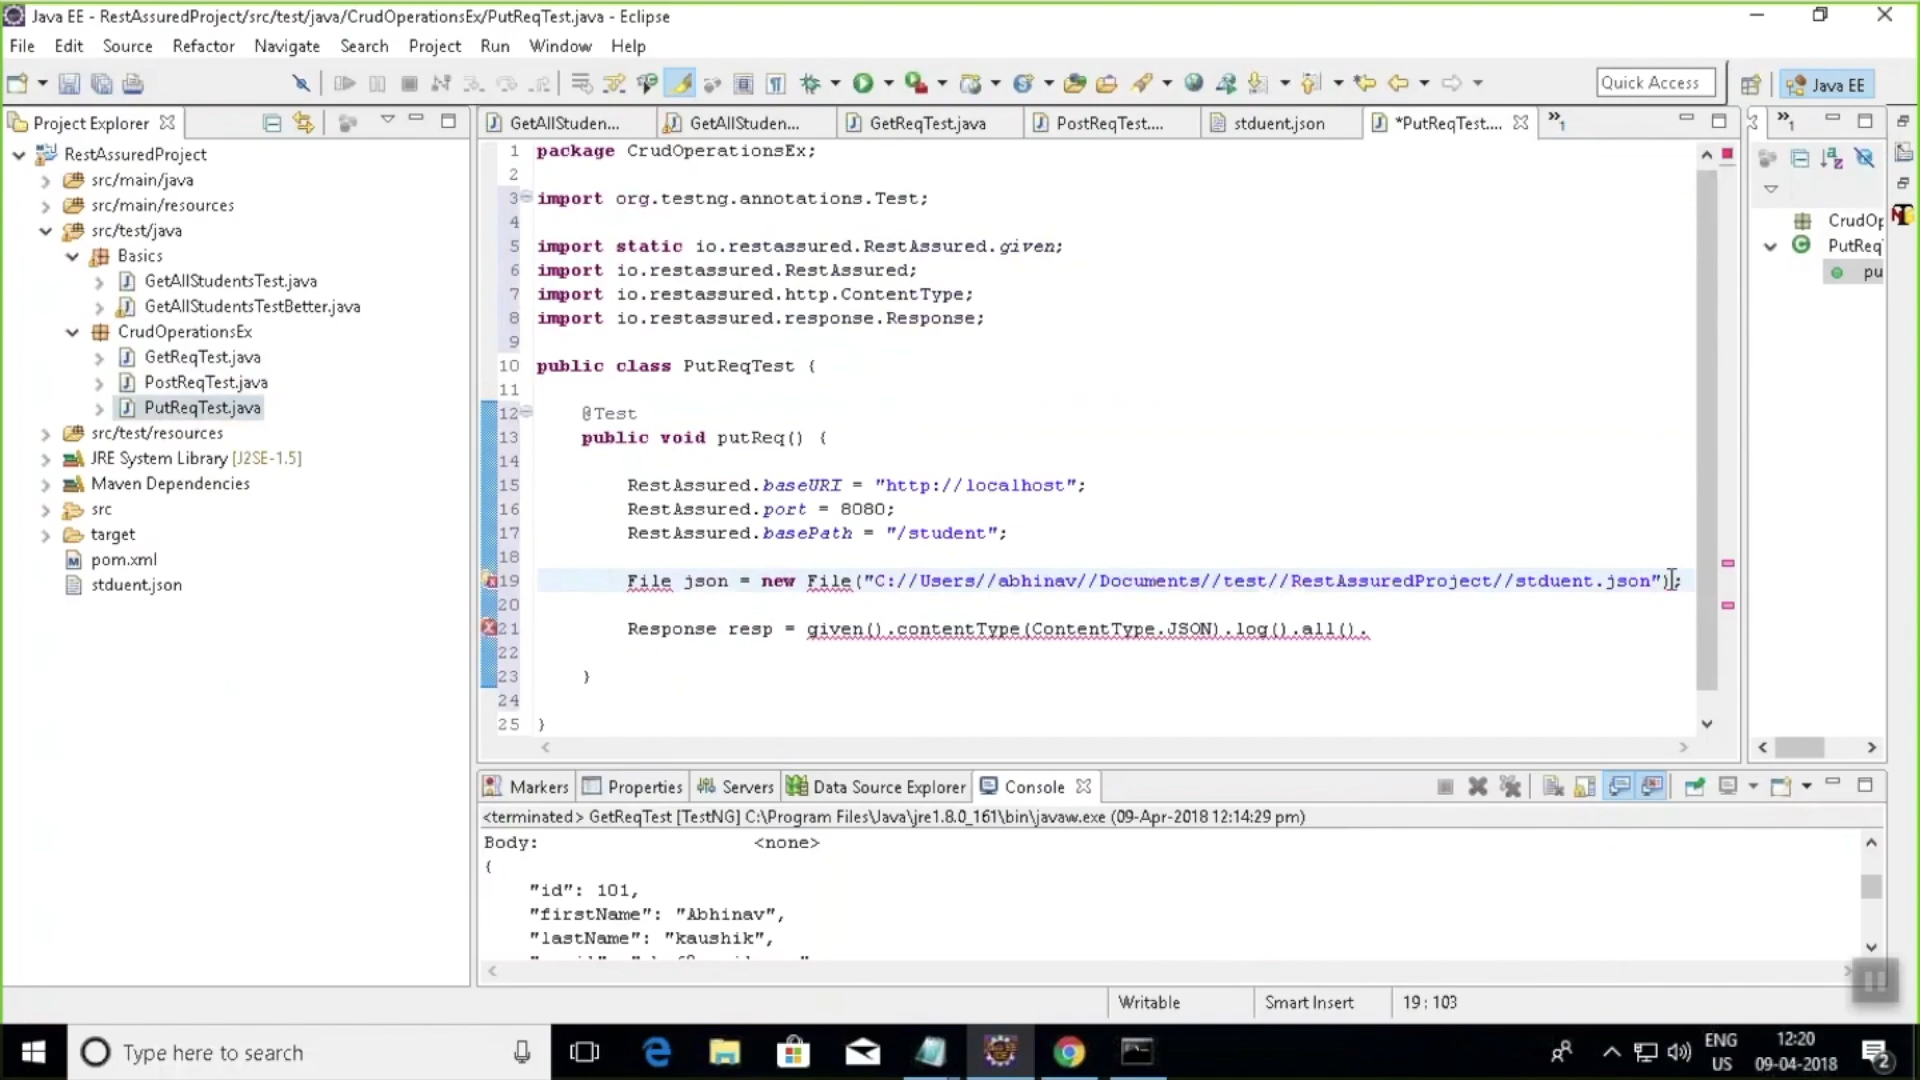 Java EE - RestAssuredProject/src/test/java/CrudOperationsEx/PutReqTest.java - Eclipse
File Edit Source Refactor Navigate Search Project Run Window Help
Quick Access
Java EE
Project Explorer
GetAllStuden...
GetAllStuden...
GetReqTest.java
PostReqTest....
stduent.json
*PutReqTest....
»1
»1
RestAssuredProject
src/main/java
src/main/resources
src/test/java
Basics
GetAllStudentsTest.java
GetAllStudentsTestBetter.java
CrudOperationsEx
GetReqTest.java
PostReqTest.java
PutReqTest.java
src/test/resources
JRE System Library [J2SE-1.5]
Maven Dependencies
src
target
pom.xml
stduent.json
1 package CrudOperationsEx;
2
3 import org.testng.annotations.Test;
4
5 import static io.restassured.RestAssured.given;
6 import io.restassured.RestAssured;
7 import io.restassured.http.ContentType;
8 import io.restassured.response.Response;
9
10 public class PutReqTest {
11
12 @Test
13 public void putReq() {
14
15 RestAssured.baseURI = "http://localhost";
16 RestAssured.port = 8080;
17 RestAssured.basePath = "/student";
18
19 File json = new File("C://Users//abhinav//Documents//test//RestAssuredProject//stduent.json");
20
21 Response resp = given().contentType(ContentType.JSON).log().all().
22
23 }
24
25 }
CrudOp
PutReq
pu
Markers Properties Servers Data Source Explorer Console
<terminated> GetReqTest [TestNG] C:\Program Files\Java\jre1.8.0_161\bin\javaw.exe (09-Apr-2018 12:14:29 pm)
Body: <none>
{
"id": 101,
"firstName": "Abhinav",
"lastName": "kaushik",
Writable
Smart Insert
19 : 103
Type here to search
ENG
US
12:20
09-04-2018
2